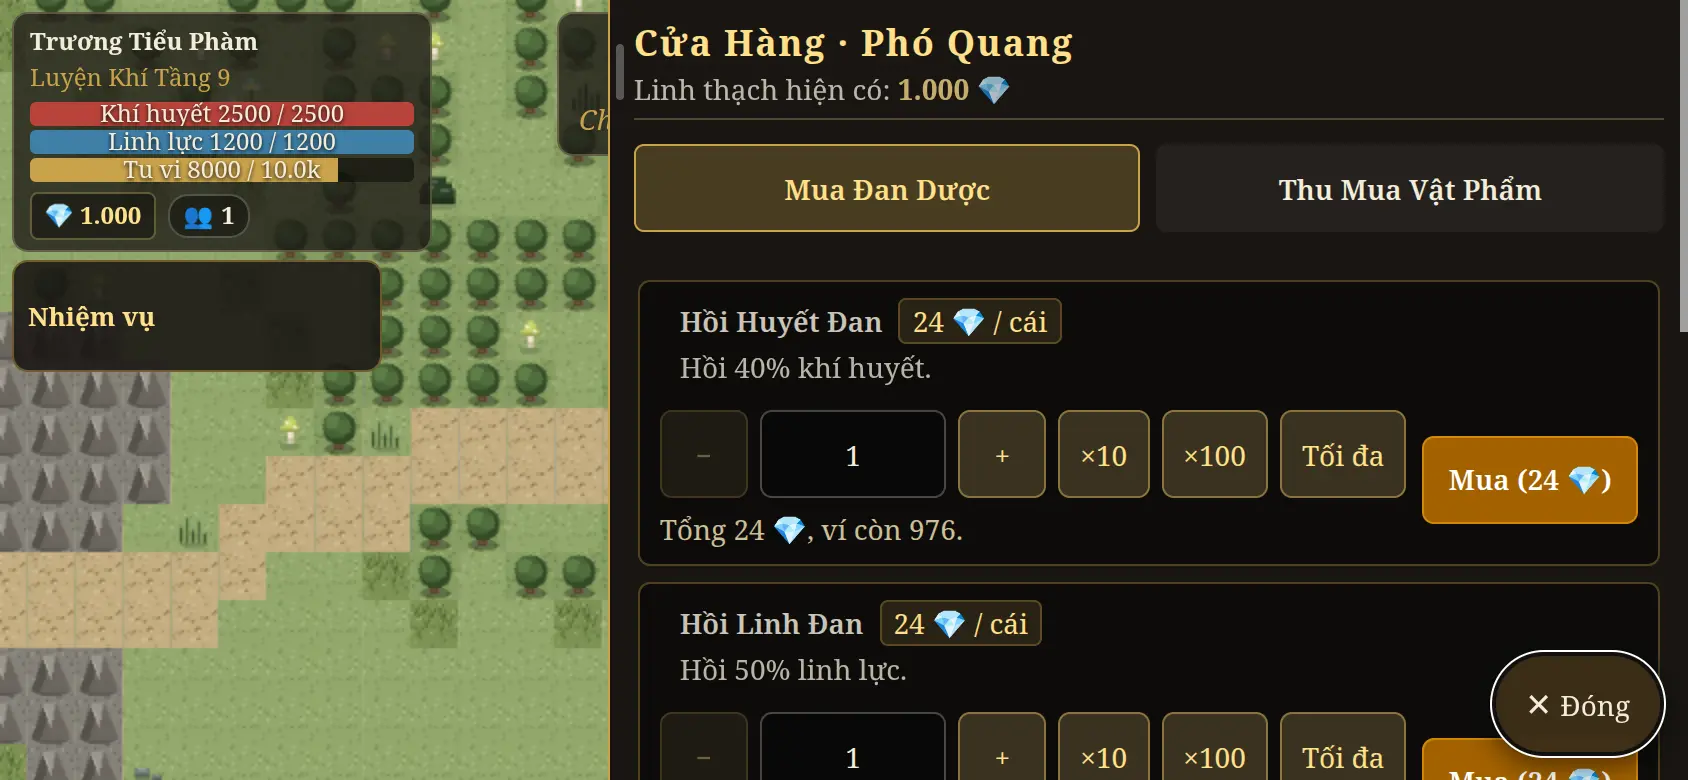 Trương Tiểu Phàm
Luyện Khí Tầng 9
Khí huyết 2500 / 2500
Linh lực 1200 / 1200
Tu vi 8000 / 10.0k
💎 1.000 👥 1
Nhiệm vụ
Ch
Cửa Hàng · Phó Quang
Linh thạch hiện có: 1.000 💎
Mua Đan Dược
Thu Mua Vật Phẩm
Hồi Huyết Đan 24 💎 / cái
Hồi 40% khí huyết.
− 1 + ×10 ×100 Tối đa
Mua (24 💎)
Tổng 24 💎, ví còn 976.
Hồi Linh Đan 24 💎 / cái
Hồi 50% linh lực.
− 1 + ×10 ×100 Tối đa
Mua (24 💎)
✕ Đóng